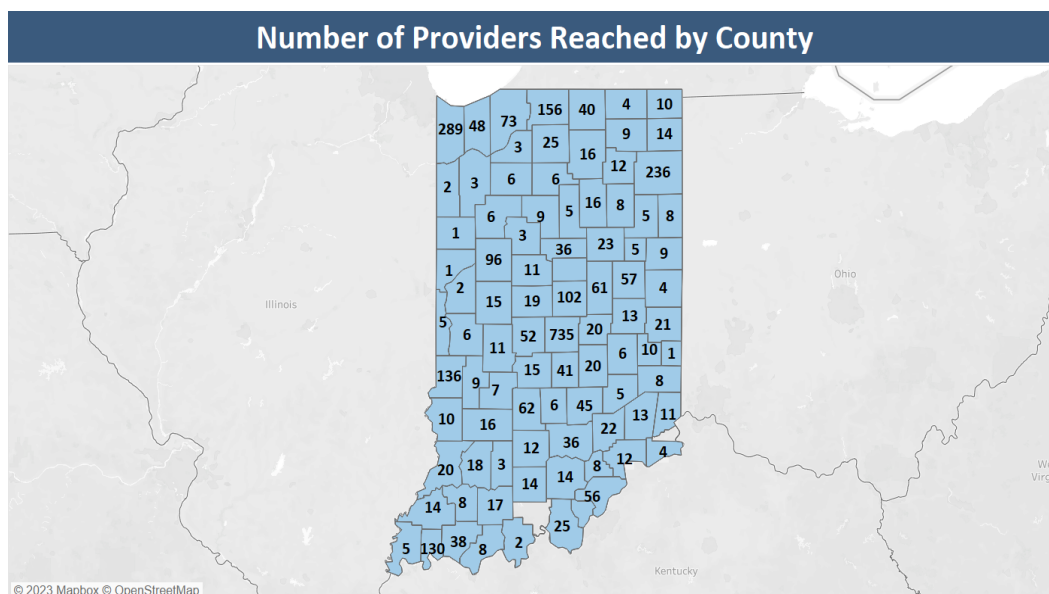 Number of Providers Reached by County
289 48 73 156 40 4 10
3 25 9 14
16
12 236
2 3 6 6
16 8
6 9 5 5 8
1 3
36 23 5 9
96
1 11 57
2 61 4
15 19 102
13
5 6 52 735 20 21
11 6 10 1
136 9 15 41 20 8
7 5
10 16 62 6 45 13 11
22
12 36
20 18 3 8 12 4
14 14
14 8 17 56
25
5 130 38 8 2
Illinois
Ohio
Kentucky
© 2023 Mapbox © OpenStreetMap